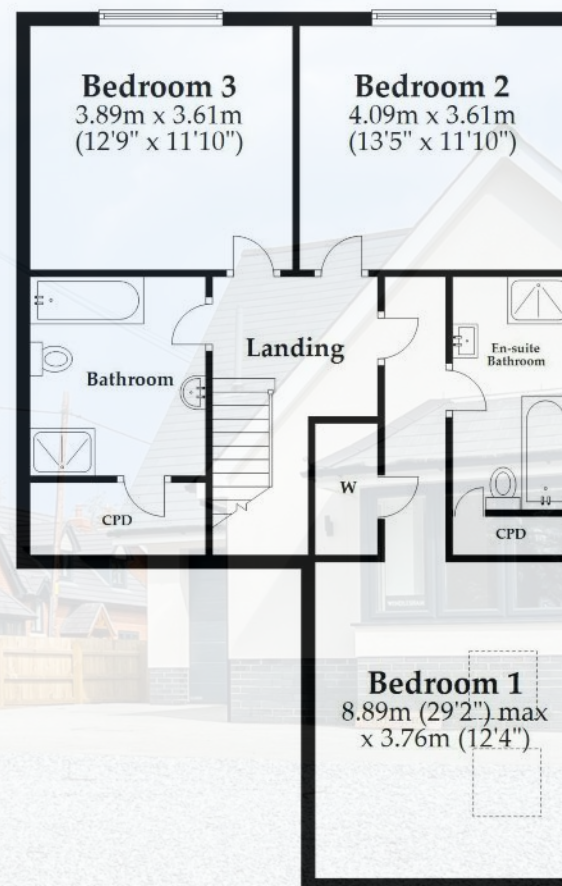 Bedroom 3
3.89m x 3.61m
(12'9" x 11'10")
Bedroom 2
4.09m x 3.61m
(13'5" x 11'10")
Landing
Bathroom
En-suite
Bathroom
CPD
W
CPD
Bedroom 1
8.89m (29'2") max
x 3.76m (12'4")